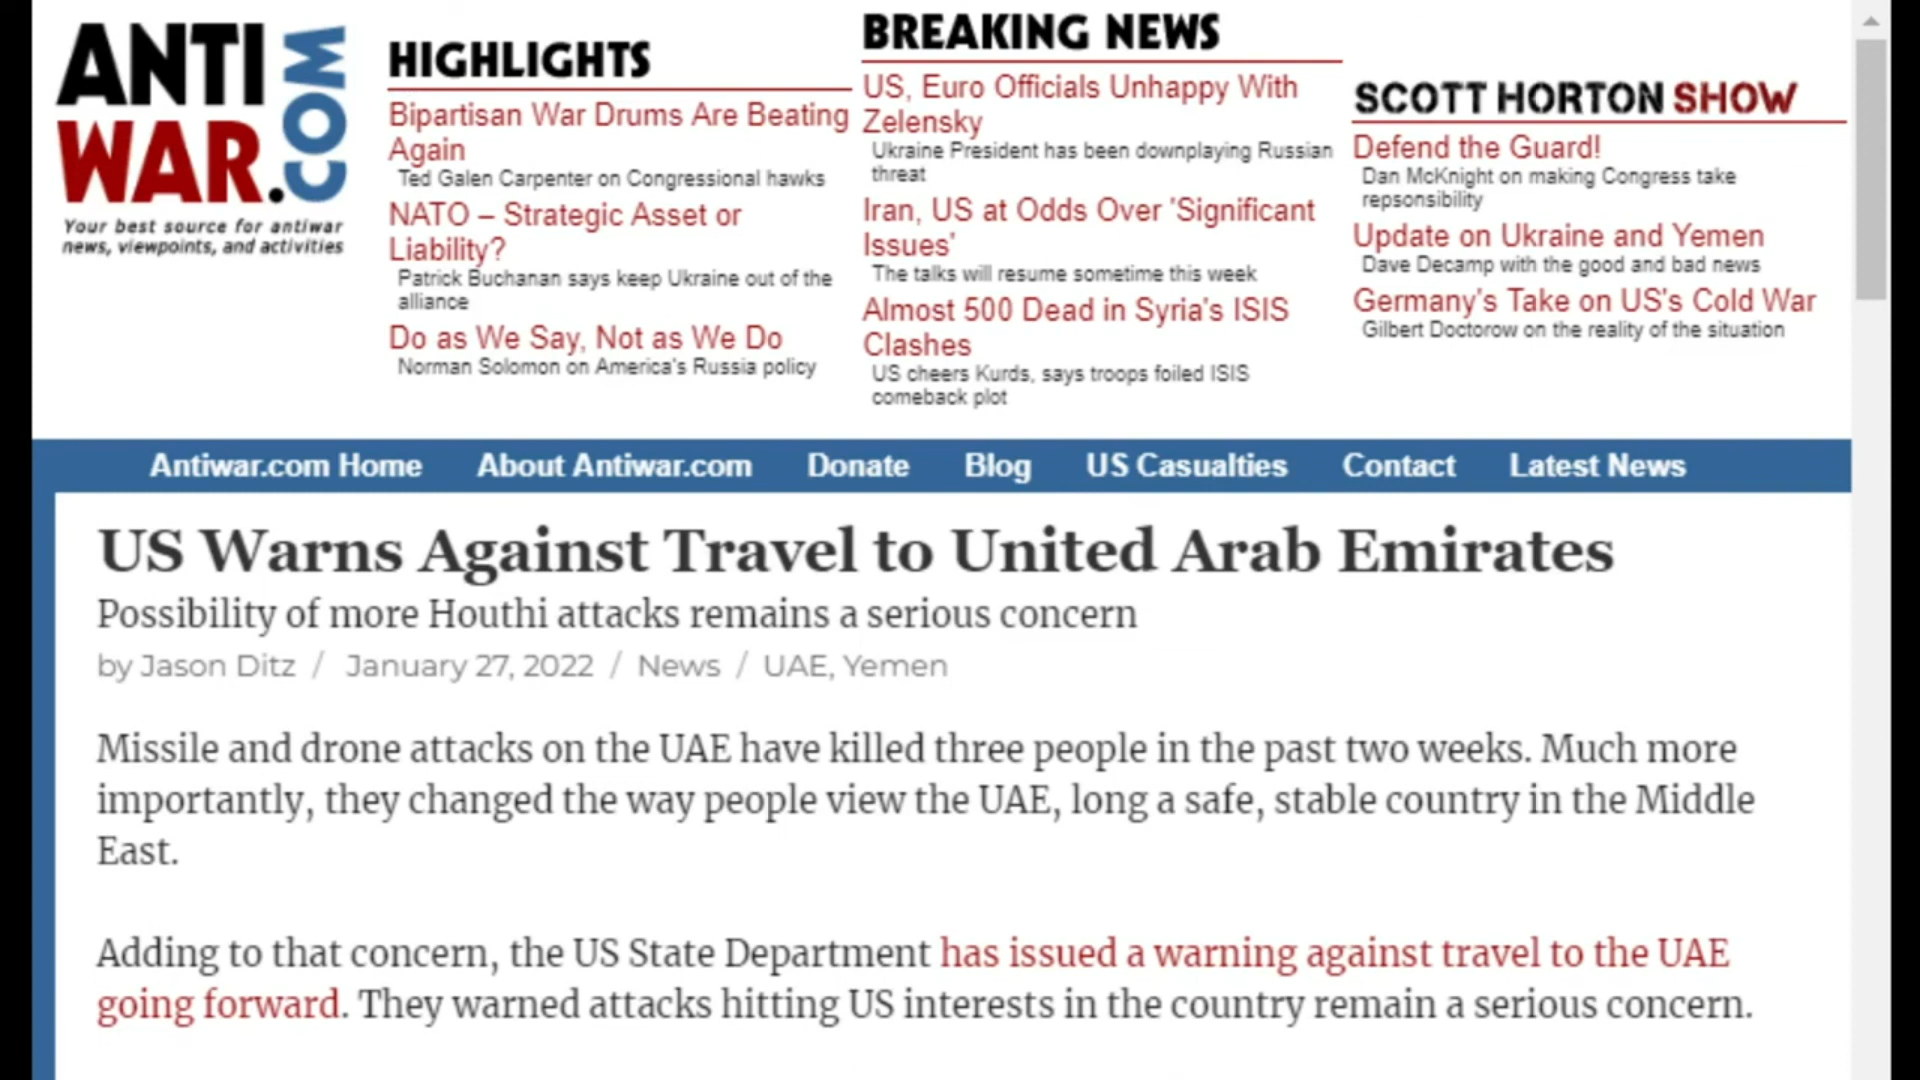 ANTI
WAR.COM
Your best source for antiwar
news, viewpoints, and activities
HIGHLIGHTS
Bipartisan War Drums Are Beating
Again
Ted Galen Carpenter on Congressional hawks
NATO – Strategic Asset or
Liability?
Patrick Buchanan says keep Ukraine out of the
alliance
Do as We Say, Not as We Do
Norman Solomon on America's Russia policy
BREAKING NEWS
US, Euro Officials Unhappy With
Zelensky
Ukraine President has been downplaying Russian
threat
Iran, US at Odds Over 'Significant
Issues'
The talks will resume sometime this week
Almost 500 Dead in Syria's ISIS
Clashes
US cheers Kurds, says troops foiled ISIS
comeback plot
SCOTT HORTON SHOW
Defend the Guard!
Dan McKnight on making Congress take
repsonsibility
Update on Ukraine and Yemen
Dave Decamp with the good and bad news
Germany's Take on US's Cold War
Gilbert Doctorow on the reality of the situation
Antiwar.com Home About Antiwar.com Donate Blog US Casualties Contact Latest News
US Warns Against Travel to United Arab Emirates
Possibility of more Houthi attacks remains a serious concern
by Jason Ditz / January 27, 2022 / News / UAE, Yemen
Missile and drone attacks on the UAE have killed three people in the past two weeks. Much more
importantly, they changed the way people view the UAE, long a safe, stable country in the Middle
East.
Adding to that concern, the US State Department has issued a warning against travel to the UAE
going forward. They warned attacks hitting US interests in the country remain a serious concern.